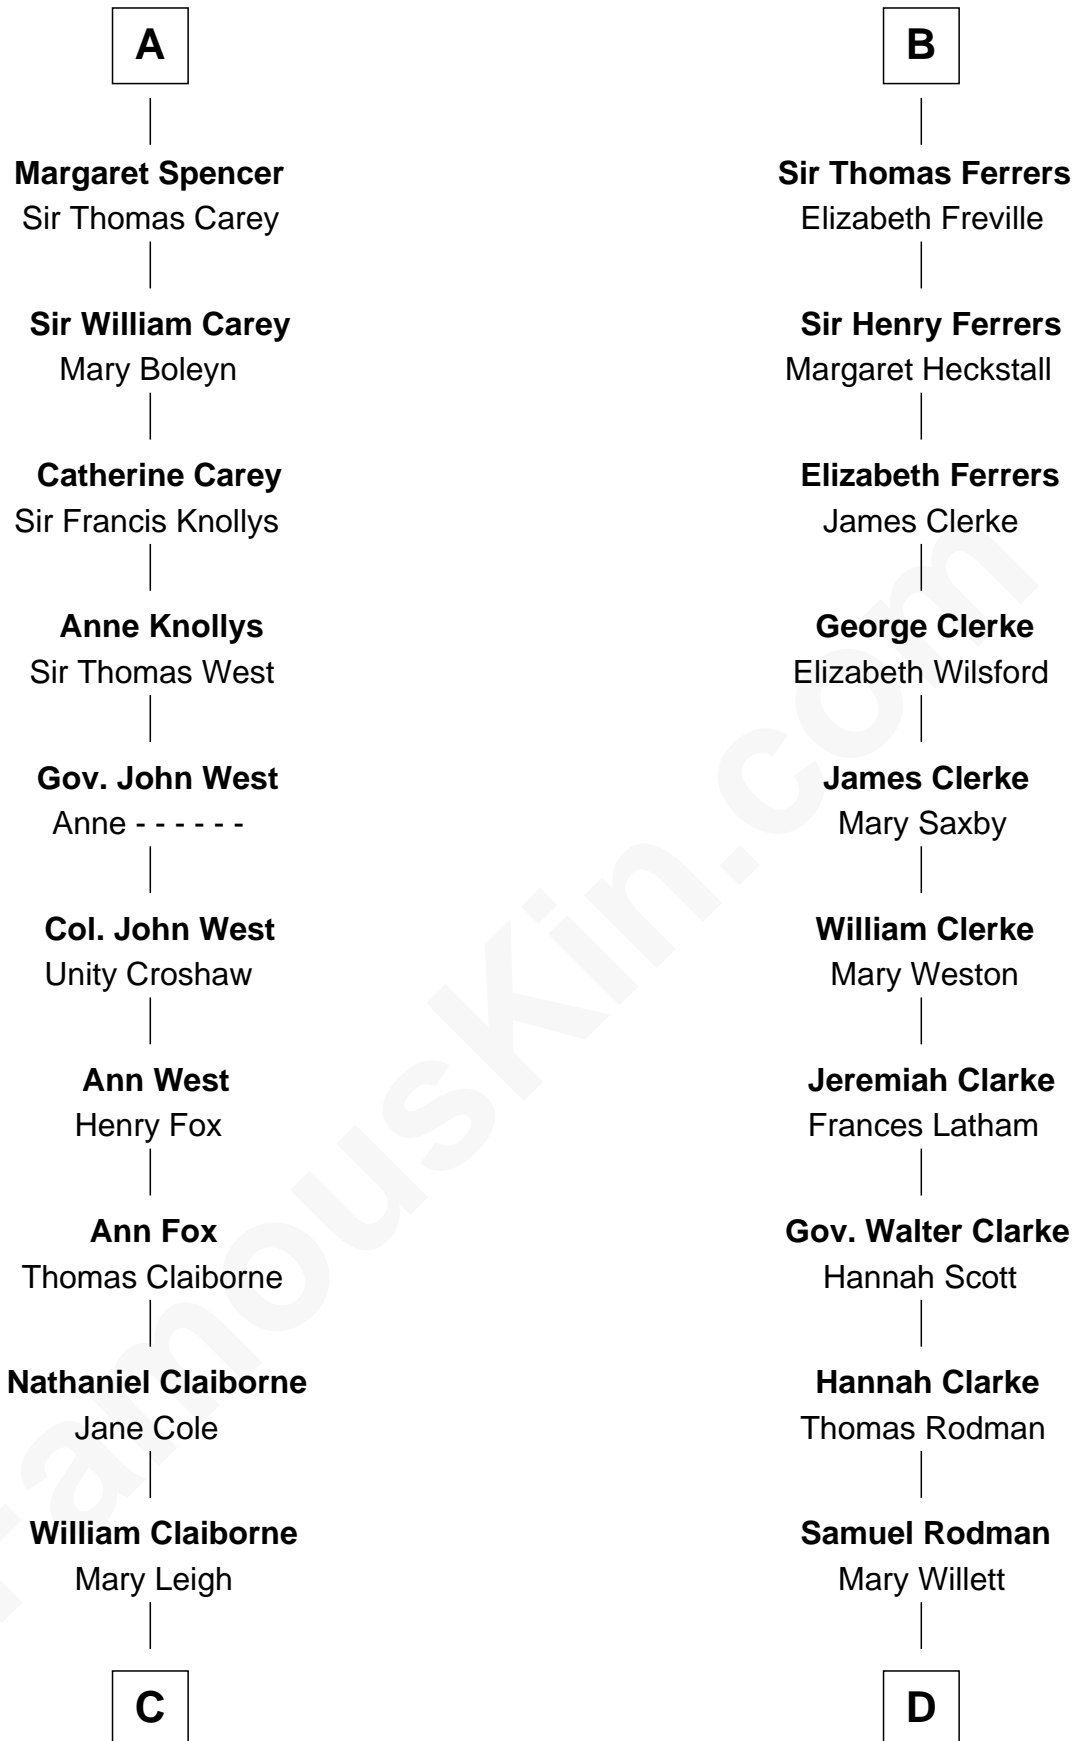 A
Margaret Spencer
Sir Thomas Carey
Sir William Carey
Mary Boleyn
Catherine Carey
Sir Francis Knollys
Anne Knollys
Sir Thomas West
Gov. John West
Anne - - - - - -
Col. John West
Unity Croshaw
Ann West
Henry Fox
Ann Fox
Thomas Claiborne
Nathaniel Claiborne
Jane Cole
William Claiborne
Mary Leigh
C
B
Sir Thomas Ferrers
Elizabeth Freville
Sir Henry Ferrers
Margaret Heckstall
Elizabeth Ferrers
James Clerke
George Clerke
Elizabeth Wilsford
James Clerke
Mary Saxby
William Clerke
Mary Weston
Jeremiah Clarke
Frances Latham
Gov. Walter Clarke
Hannah Scott
Hannah Clarke
Thomas Rodman
Samuel Rodman
Mary Willett
D
FamousKin.com